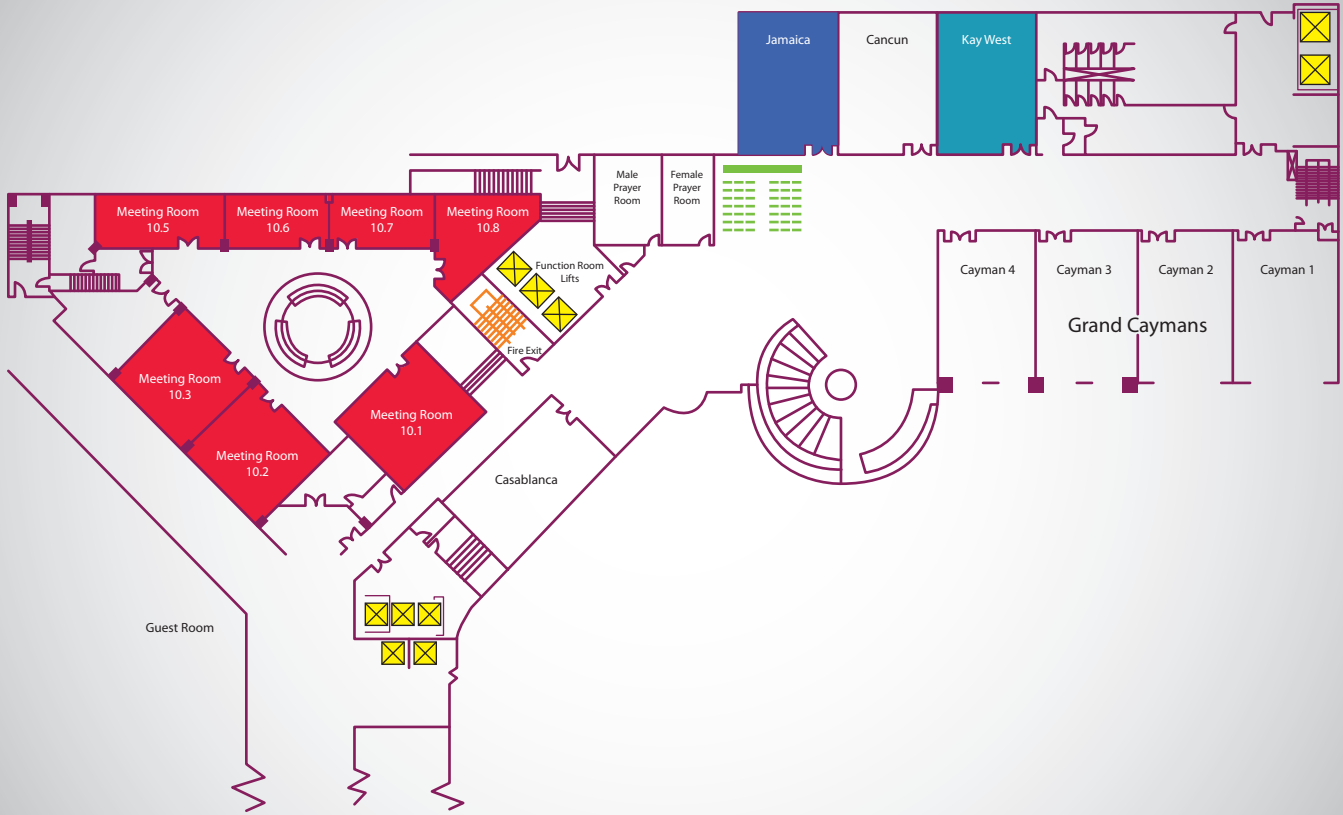 Jamaica
Cancun
Kay West
Male
Prayer
Room
Female
Prayer
Room
Meeting Room
10.5
Meeting Room
10.6
Meeting Room
10.7
Meeting Room
10.8
Function Room
Lifts
Cayman 4
Cayman 3
Cayman 2
Cayman 1
Grand Caymans
Fire Exit
Meeting Room
10.3
Meeting Room
10.1
Meeting Room
10.2
Casablanca
Guest Room